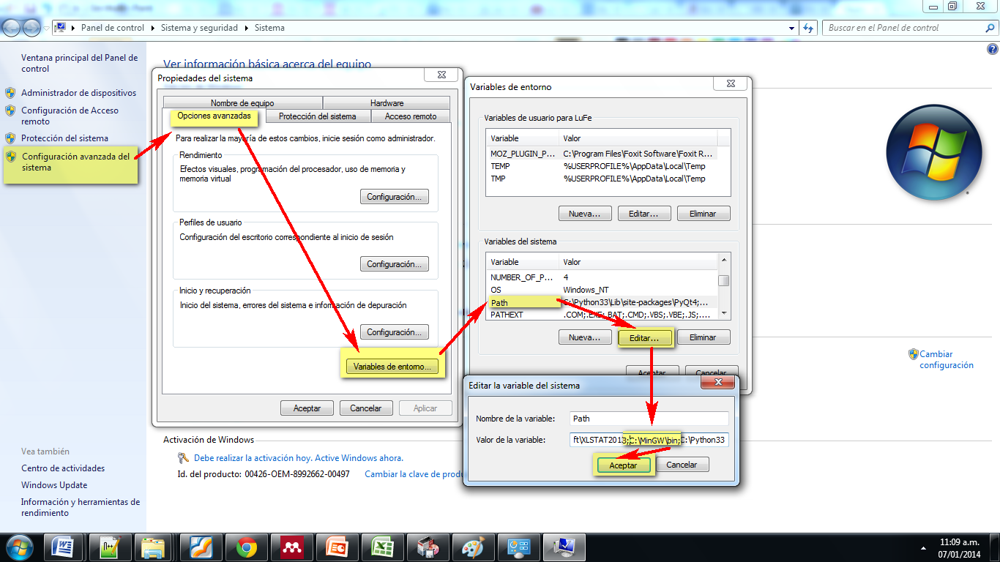 Panel de control
Sistema y seguridad
Sistema
Buscar en el Panel de control
Ventana principal del Panel de
control
Administrador de dispositivos
Configuración de Acceso
remoto
Protección del sistema
Configuración avanzada del
sistema
Ver información básica acerca del equipo
Propiedades del sistema
Nombre de equipo
Hardware
Opciones avanzadas
Protección del sistema
Acceso remoto
Para realizar la mayoría de estos cambios, inicie sesión como administrador.
Rendimiento
Efectos visuales, programación del procesador, uso de memoria y
memoria virtual
Configuración...
Perfiles de usuario
Configuración del escritorio correspondiente al inicio de sesión
Configuración...
Inicio y recuperación
Inicio del sistema, errores del sistema e información de depuración
Configuración...
Variables de entorno...
Aceptar
Cancelar
Aplicar
Variables de entorno
Variables de usuario para LuFe
Variable Valor
MOZ_PLUGIN_P... C:\Program Files\Foxit Software\Foxit R...
TEMP %USERPROFILE%\AppData\Local\Temp
TMP %USERPROFILE%\AppData\Local\Temp
Nueva... Editar... Eliminar
Variables del sistema
Variable Valor
NUMBER_OF_P... 4
OS Windows_NT
Path C:\Python33\Lib\site-packages\PyQt4;...
PATHEXT .COM;.EXE;.BAT;.CMD;.VBS;.VBE;.JS;....
Nueva... Editar... Eliminar
Aceptar Cancelar
Editar la variable del sistema
Nombre de la variable: Path
Valor de la variable: ft\XLSTAT2013;C:\MinGW\bin;C:\Python33
Aceptar Cancelar
Cambiar
configuración
Activación de Windows
Debe realizar la activación hoy. Active Windows ahora.
Id. del producto: 00426-OEM-8992662-00497
Cambiar la clave de produ
Vea también
Centro de actividades
Windows Update
Información y herramientas de
rendimiento
11:09 a.m.
07/01/2014